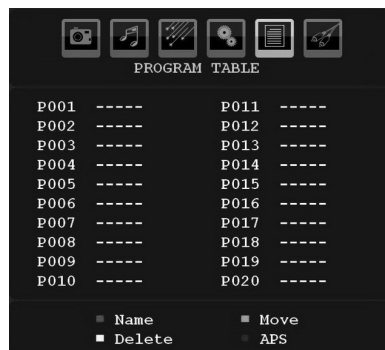 PROGRAM TABLE
P001 ----- P011 -----
P002 ----- P012 -----
P003 ----- P013 -----
P004 ----- P014 -----
P005 ----- P015 -----
P006 ----- P016 -----
P007 ----- P017 -----
P008 ----- P018 -----
P009 ----- P019 -----
P010 ----- P020 -----
Name Move
Delete APS